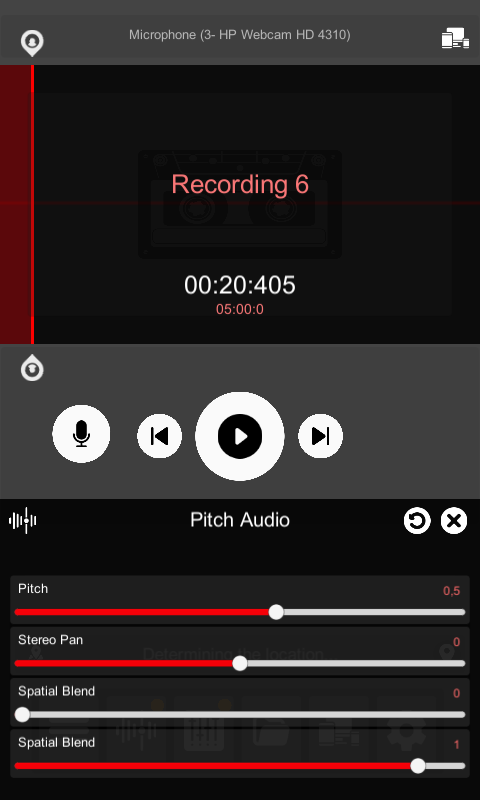 Microphone (3- HP Webcam HD 4310)
Recording 6
00:20:405
05:00:0
Pitch Audio
Pitch
0,5
Stereo Pan
0
Determining the location
Spatial Blend
0
Spatial Blend
1